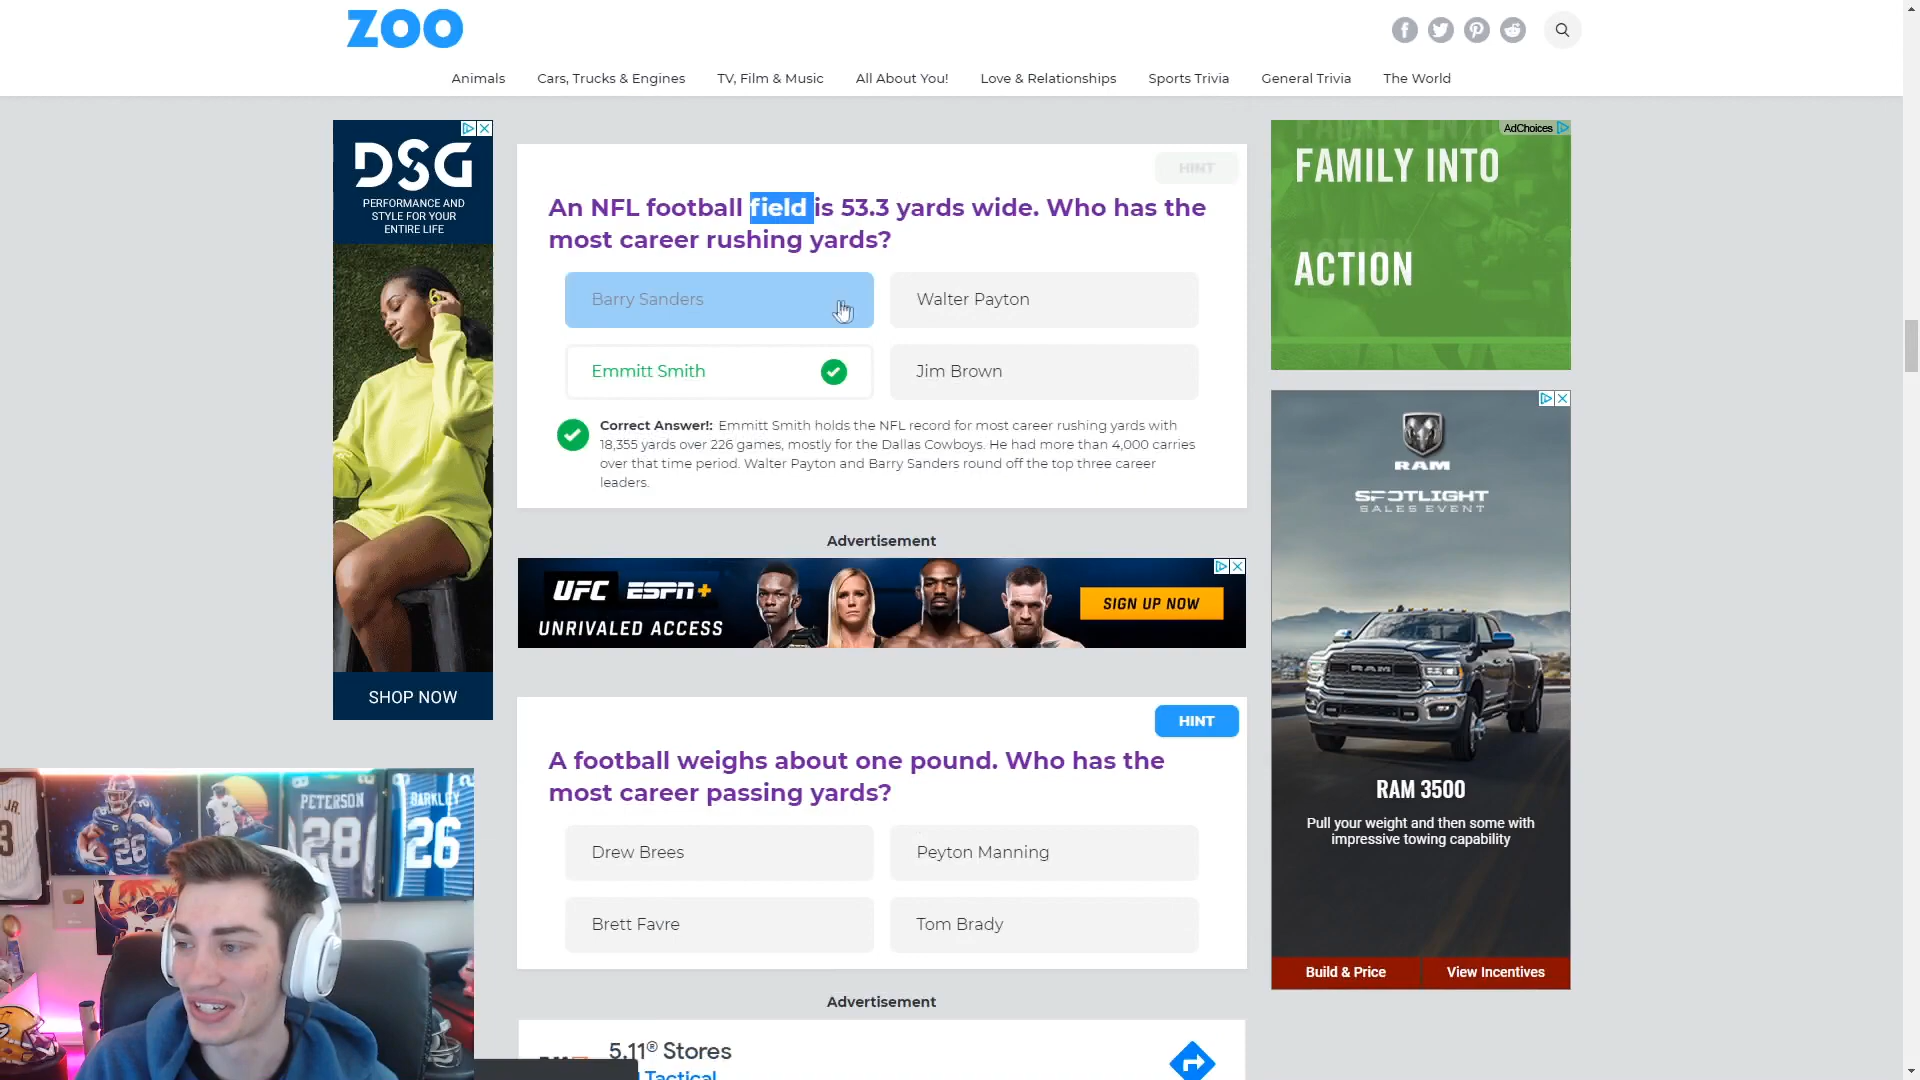 ZOO
Animals
Cars, Trucks & Engines
TV, Film & Music
All About You!
Love & Relationships
Sports Trivia
General Trivia
The World
DSG
PERFORMANCE AND
STYLE FOR YOUR
ENTIRE LIFE
SHOP NOW
HINT
An NFL football field is 53.3 yards wide. Who has the
most career rushing yards?
Barry Sanders
Walter Payton
Emmitt Smith
Jim Brown
Correct Answer!: Emmitt Smith holds the NFL record for most career rushing yards with
18,355 yards over 226 games, mostly for the Dallas Cowboys. He had more than 4,000 carries
over that time period. Walter Payton and Barry Sanders round off the top three career
leaders.
Advertisement
UFC ESPN+
UNRIVALED ACCESS
SIGN UP NOW
HINT
A football weighs about one pound. Who has the
most career passing yards?
Drew Brees
Peyton Manning
Brett Favre
Tom Brady
Advertisement
5.11® Stores
Tactical
AdChoices
FAMILY INTO
ACTION
RAM
SPOTLIGHT
SALES EVENT
RAM
RAM 3500
Pull your weight and then some with
impressive towing capability
Build & Price
View Incentives
JR.
3
26
PETERSON
28
BARKLEY
26